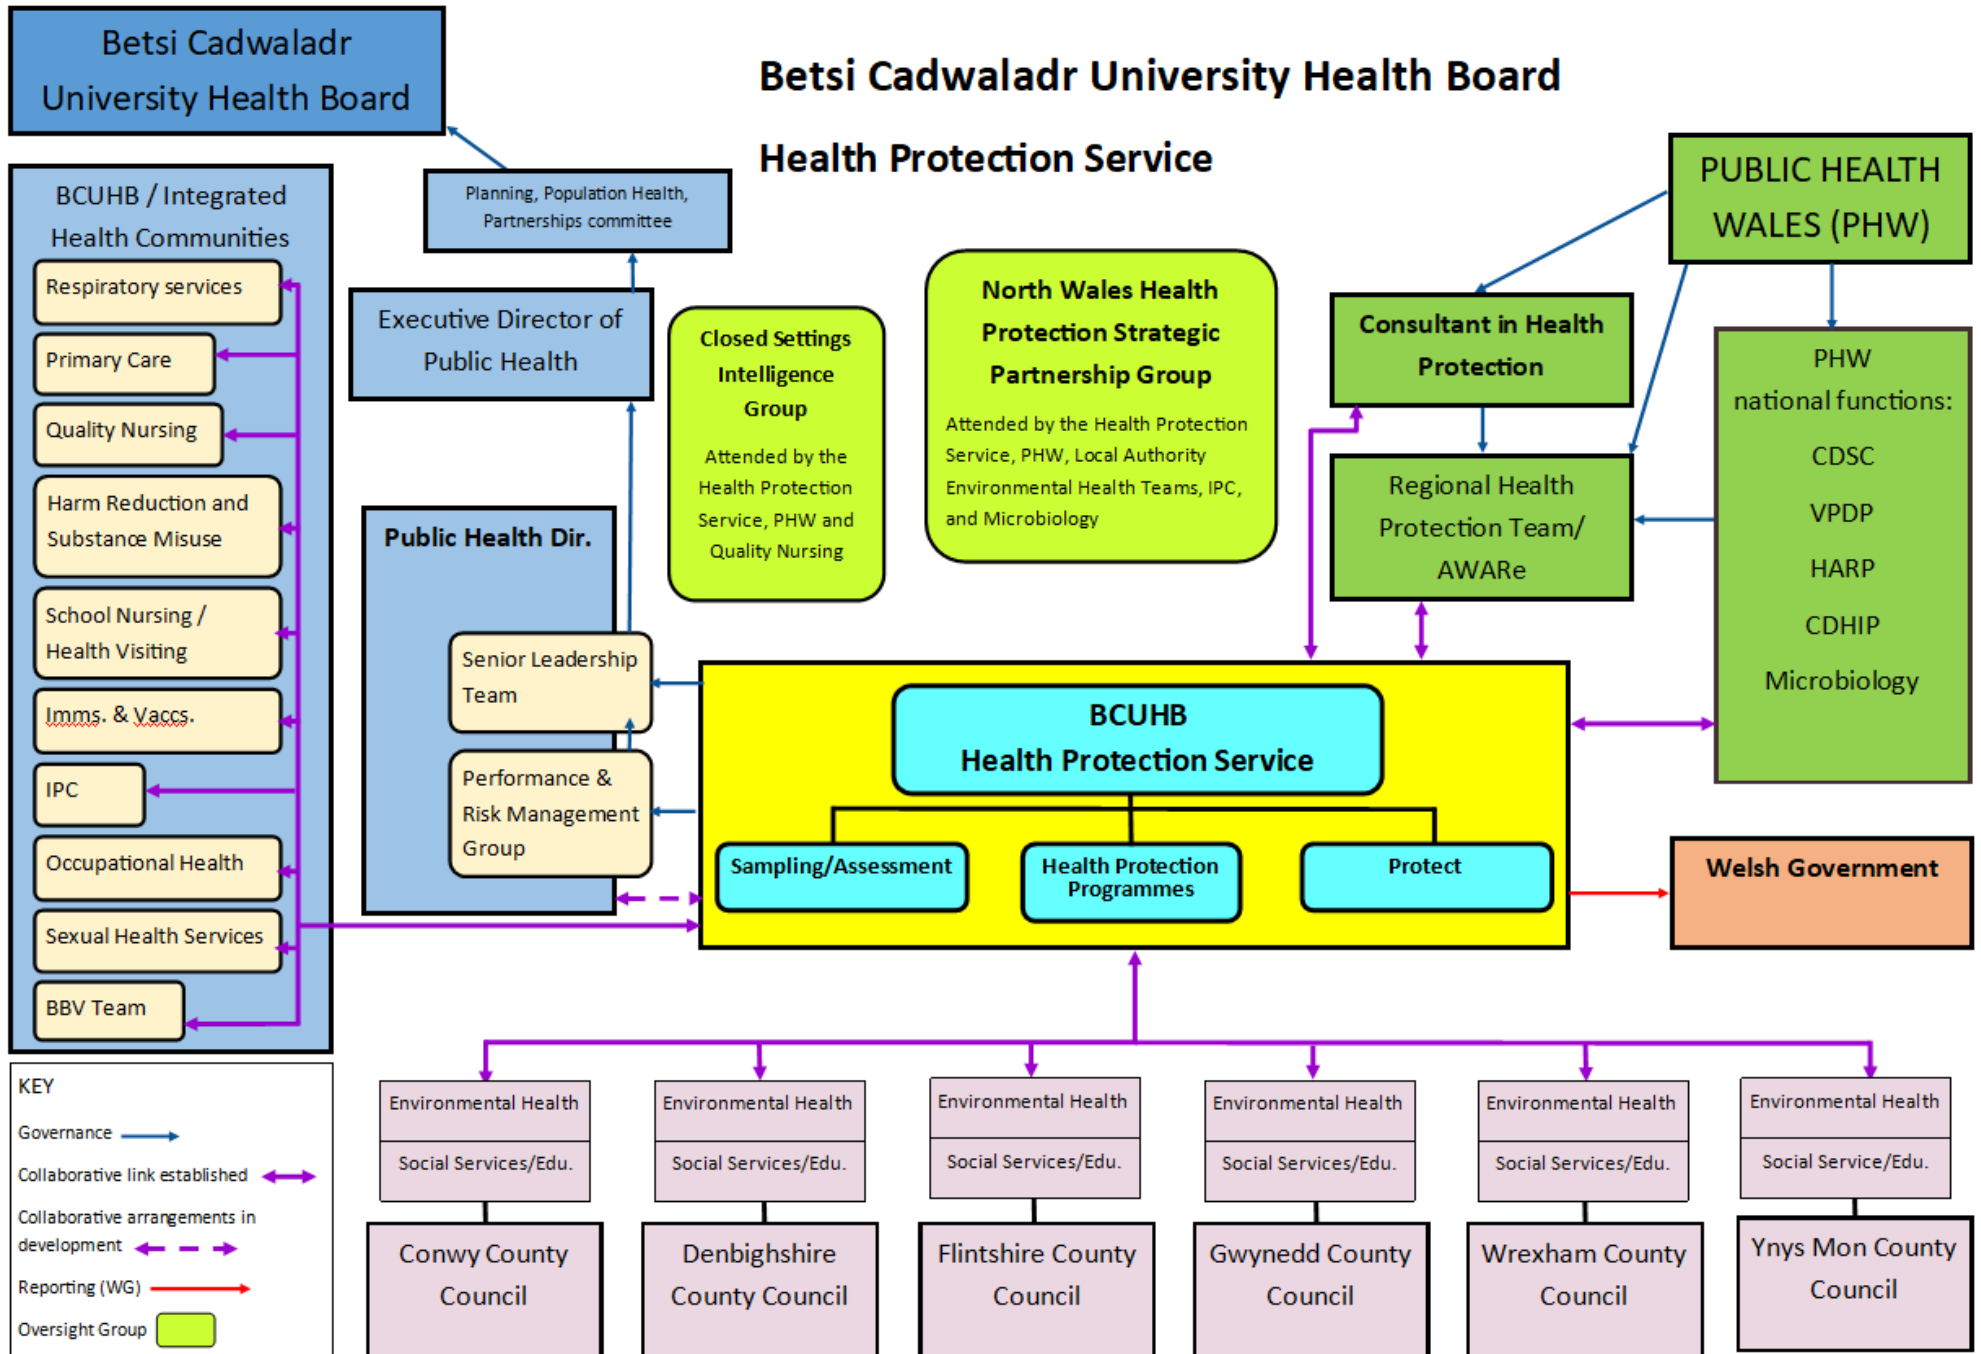 Betsi Cadwaladr
University Health Board
Betsi Cadwaladr University Health Board
Health Protection Service
BCUHB / Integrated
Health Communities
Respiratory services
Primary Care
Quality Nursing
Harm Reduction and
Substance Misuse
School Nursing /
Health Visiting
Imms. & Vaccs.
IPC
Occupational Health
Sexual Health Services
BBV Team
Planning, Population Health,
Partnerships committee
Executive Director of
Public Health
Public Health Dir.
Senior Leadership
Team
Performance &
Risk Management
Group
Closed Settings
Intelligence
Group
Attended by the
Health Protection
Service, PHW and
Quality Nursing
North Wales Health
Protection Strategic
Partnership Group
Attended by the Health Protection
Service, PHW, Local Authority
Environmental Health Teams, IPC,
and Microbiology
PUBLIC HEALTH
WALES (PHW)
Consultant in Health
Protection
Regional Health
Protection Team/
AWARe
PHW
national functions:
CDSC
VPDP
HARP
CDHIP
Microbiology
BCUHB
Health Protection Service
Sampling/Assessment
Health Protection
Programmes
Protect
Welsh Government
KEY
Governance
Collaborative link established
Collaborative arrangements in
development
Reporting (WG)
Oversight Group
Environmental Health
Social Services/Edu.
Conwy County
Council
Environmental Health
Social Services/Edu.
Denbighshire
County Council
Environmental Health
Social Services/Edu.
Flintshire County
Council
Environmental Health
Social Services/Edu.
Gwynedd County
Council
Environmental Health
Social Services/Edu.
Wrexham County
Council
Environmental Health
Social Service/Edu.
Ynys Mon County
Council